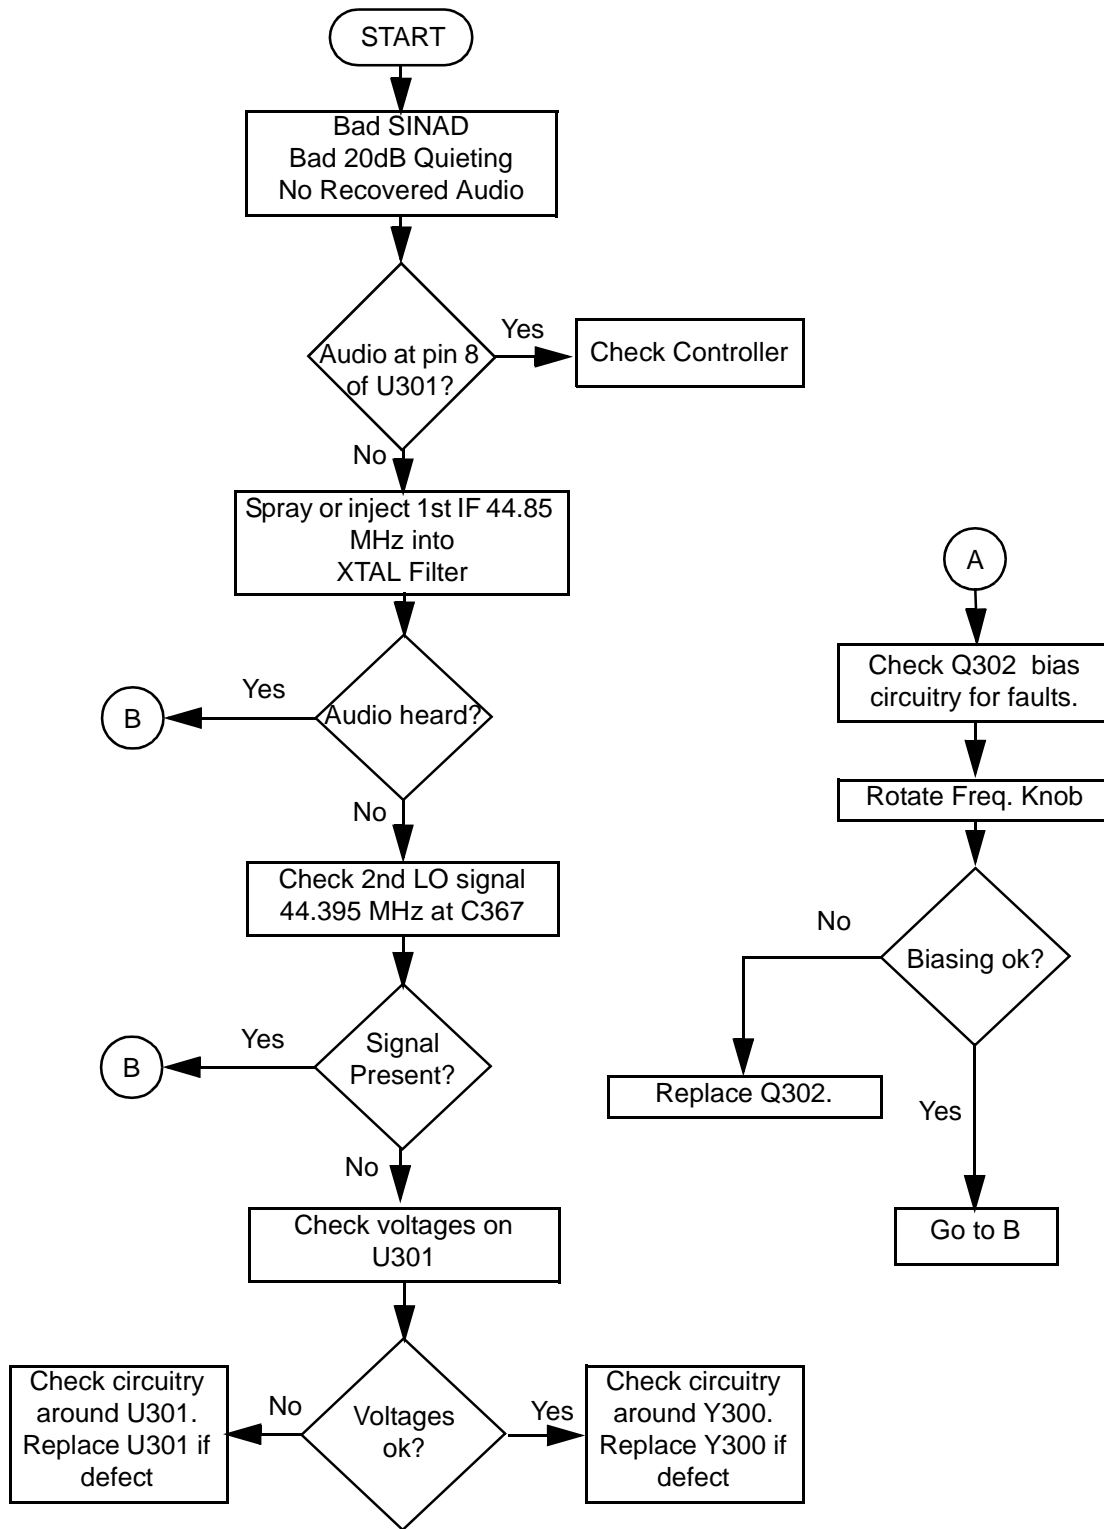 START
Bad SINAD
Bad 20dB Quieting
No Recovered Audio
Audio at pin 8
of U301?
Yes
Check Controller
No
Spray or inject 1st IF 44.85
MHz into
XTAL Filter
Audio heard?
Yes
B
No
Check 2nd LO signal
44.395 MHz at C367
Signal
Present?
Yes
B
No
Check voltages on
U301
Voltages
ok?
No
Check circuitry
around U301.
Replace U301 if
defect
Yes
Check circuitry
around Y300.
Replace Y300 if
defect
A
Check Q302 bias
circuitry for faults.
Rotate Freq. Knob
Biasing ok?
No
Replace Q302.
Yes
Go to B